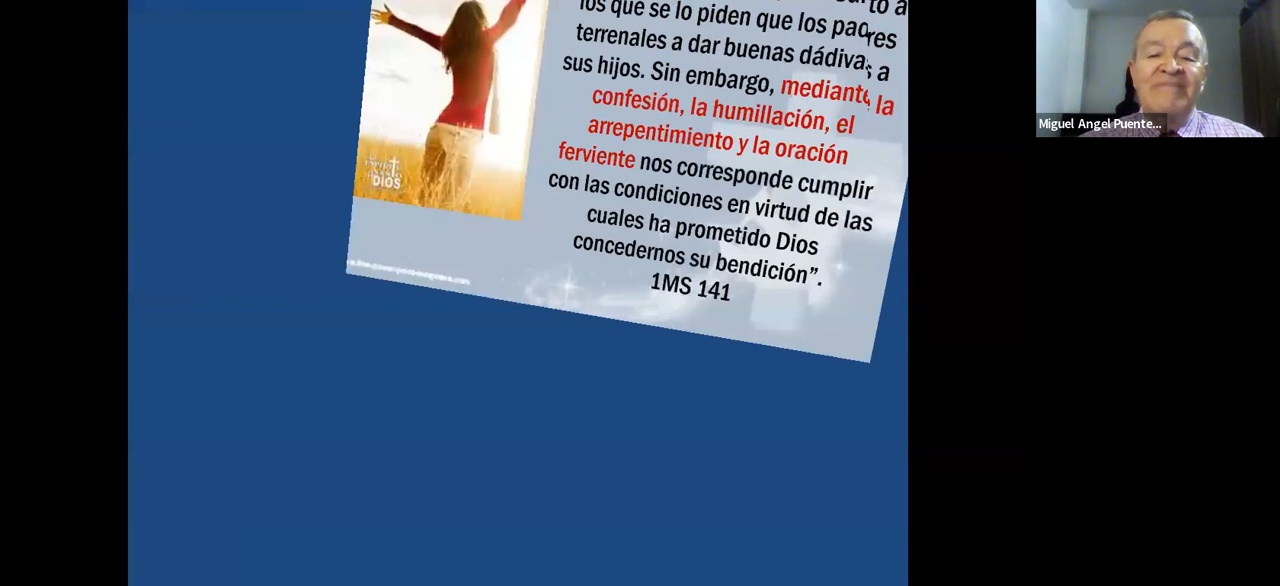 to a
los que se lo piden que los padres
terrenales a dar buenas dádivas a
sus hijos. Sin embargo, mediante la
confesión, la humillación, el
arrepentimiento y la oración
ferviente nos corresponde cumplir
con las condiciones en virtud de las
cuales ha prometido Dios
concedernos su bendición”.
1MS 141
DIOS
Miguel Angel Puente...